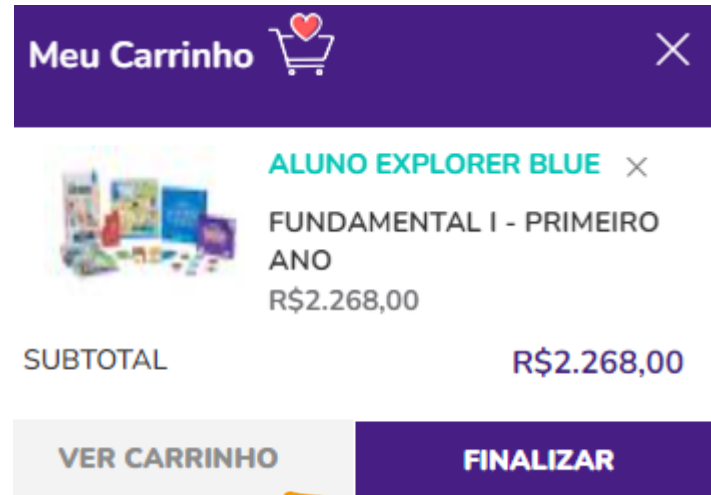 Meu Carrinho
ALUNO EXPLORER BLUE
FUNDAMENTAL I - PRIMEIRO
ANO
R$2.268,00
SUBTOTAL
R$2.268,00
VER CARRINHO
FINALIZAR